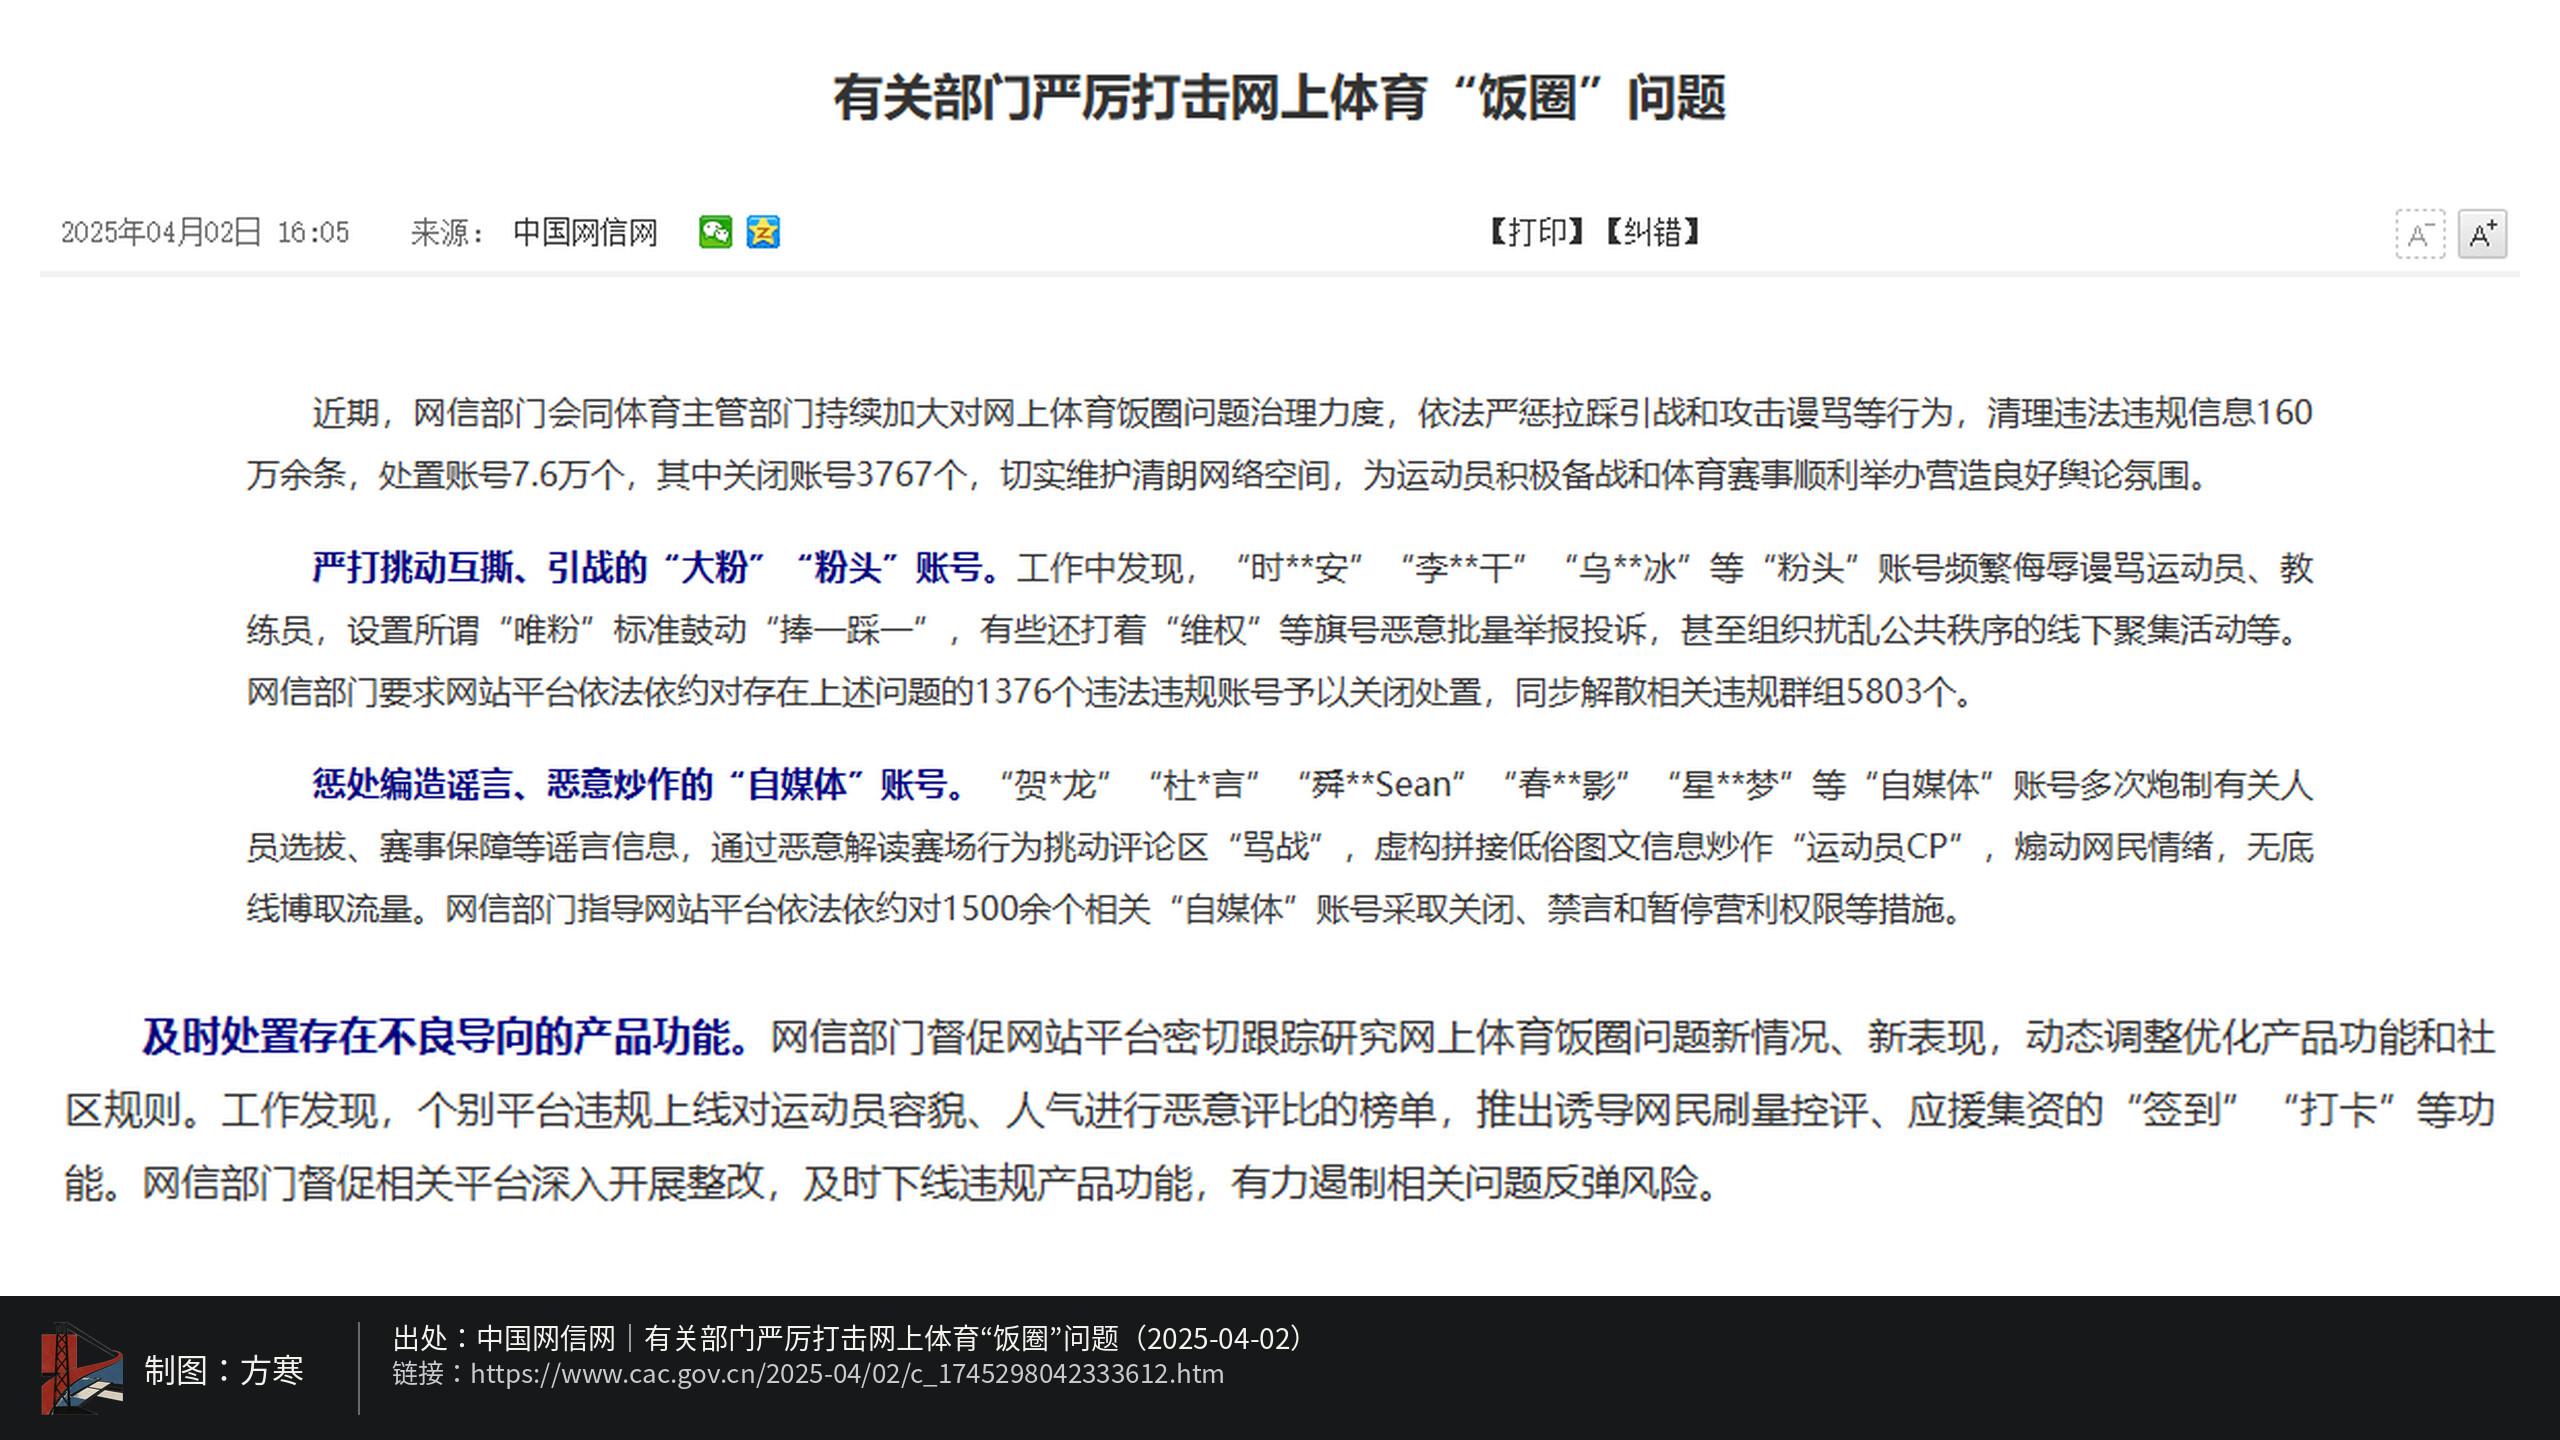 有关部门严厉打击网上体育“饭圈”问题
2025年04月02日 16:05 来源： 中国网信网 【打印】【纠错】 A- A+
近期，网信部门会同体育主管部门持续加大对网上体育饭圈问题治理力度，依法严惩拉踩引战和攻击谩骂等行为，清理违法违规信息160
万余条，处置账号7.6万个，其中关闭账号3767个，切实维护清朗网络空间，为运动员积极备战和体育赛事顺利举办营造良好舆论氛围。
严打挑动互撕、引战的“大粉”“粉头”账号。工作中发现，“时**安”“李**干”“乌**冰”等“粉头”账号频繁侮辱谩骂运动员、教
练员，设置所谓“唯粉”标准鼓动“捧一踩一”，有些还打着“维权”等旗号恶意批量举报投诉，甚至组织扰乱公共秩序的线下聚集活动等。
网信部门要求网站平台依法依约对存在上述问题的1376个违法违规账号予以关闭处置，同步解散相关违规群组5803个。
惩处编造谣言、恶意炒作的“自媒体”账号。“贺*龙”“杜*言”“舜**Sean”“春**影”“星**梦”等“自媒体”账号多次炮制有关人
员选拔、赛事保障等谣言信息，通过恶意解读赛场行为挑动评论区“骂战”，虚构拼接低俗图文信息炒作“运动员CP”，煽动网民情绪，无底
线博取流量。网信部门指导网站平台依法依约对1500余个相关“自媒体”账号采取关闭、禁言和暂停营利权限等措施。
及时处置存在不良导向的产品功能。网信部门督促网站平台密切跟踪研究网上体育饭圈问题新情况、新表现，动态调整优化产品功能和社
区规则。工作发现，个别平台违规上线对运动员容貌、人气进行恶意评比的榜单，推出诱导网民刷量控评、应援集资的“签到”“打卡”等功
能。网信部门督促相关平台深入开展整改，及时下线违规产品功能，有力遏制相关问题反弹风险。
制图：方寒
出处：中国网信网｜有关部门严厉打击网上体育“饭圈”问题（2025-04-02）
链接：https://www.cac.gov.cn/2025-04/02/c_1745298042333612.htm